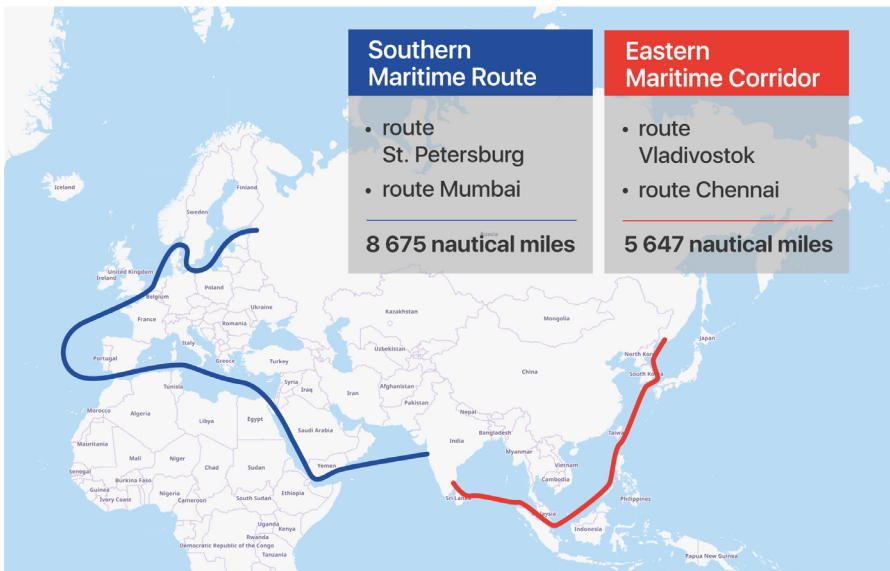 Southern
Maritime Route
• route
St. Petersburg
• route Mumbai
8 675 nautical miles
Eastern
Maritime Corridor
• route
Vladivostok
• route Chennai
5 647 nautical miles
Iceland
Finland
Sweden
Russia
United Kingdom
Ireland
Belgium
Poland
Ukraine
France
Romania
Kazakhstan
Mongolia
Italy
Uzbekistan
Japan
Portugal
Greece
Turkey
North Kor
South Korea
China
Tunisia
Syria
Iraq
Iran
Afghanistan
Pakistan
Morocco
Algeria
Libya
Egypt
Saudi Arabia
Nepal
Bangladesh
Taiwan
Mauritania
India
Myanmar
Mali
Niger
Chad
Sudan
Yemen
Vietnam
Senegal
Burkina Faso
Cambodia
Philippines
Guinea
Ivory Coast
Nigeria
Cameroon
South Sudan
Ethiopia
Sri Lanka
Malaysia
Uganda
Kenya
Rwanda
Democratic Republic of the Congo
Tanzania
Indonesia
Papua New Guinea